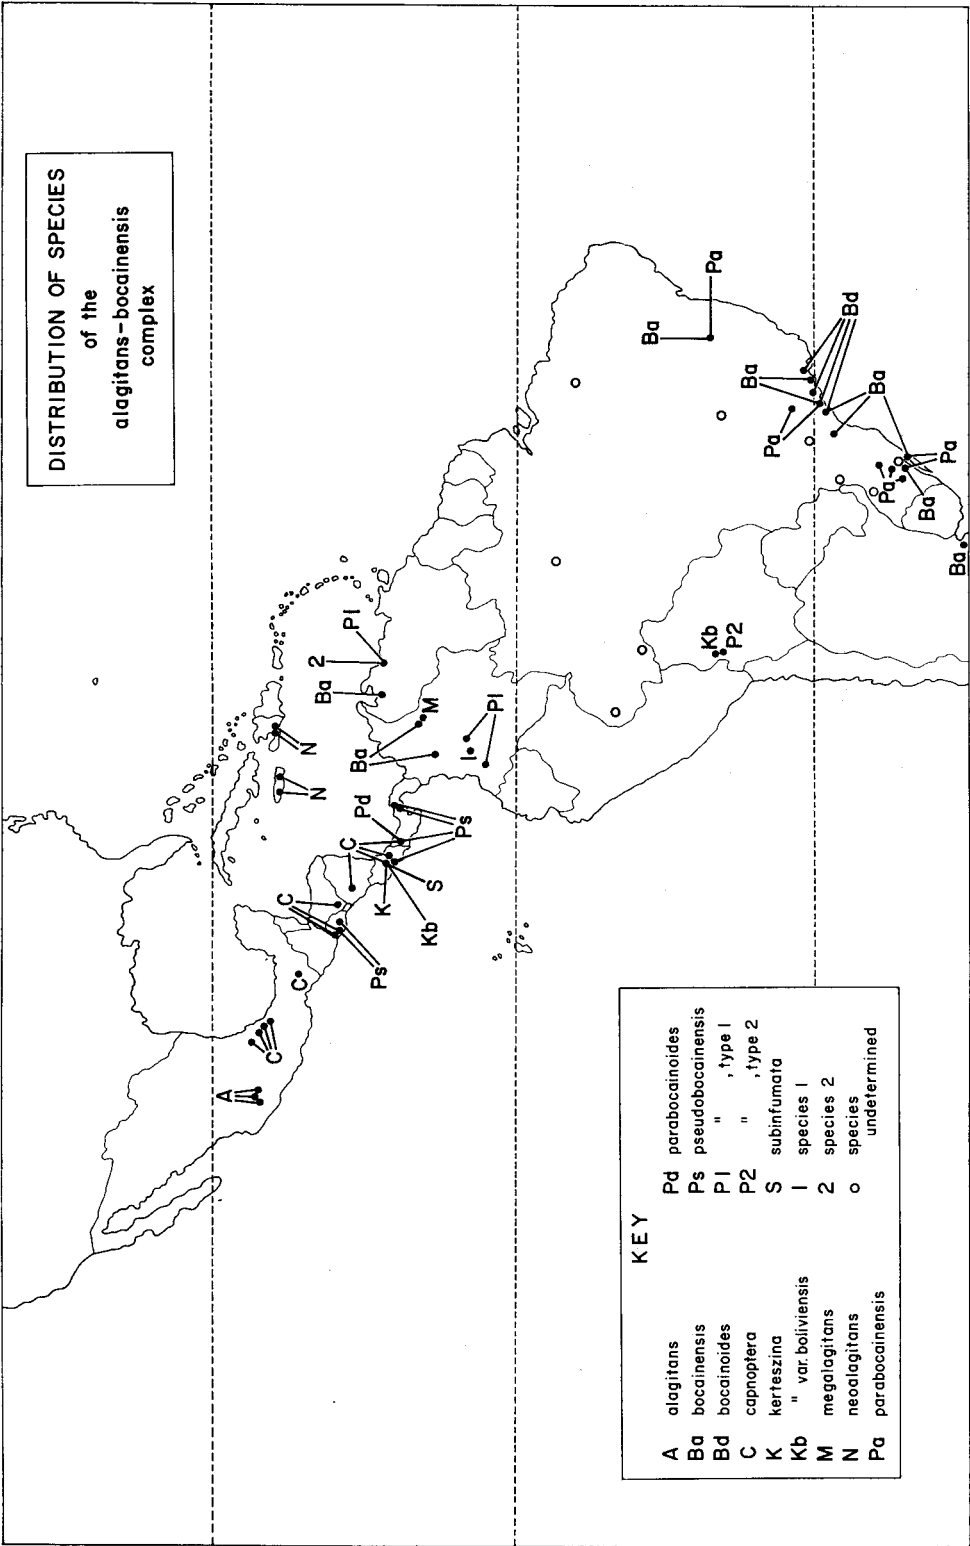 DISTRIBUTION OF SPECIES
of the
alagitans-bocainensis
complex
A
C
C
C
Ps
C
K
Kb
S
Pd
Ps
N
N
Ba
2
P1
Ba
M
P1
I
Kb
P2
Ba
Pa
Ba
Bd
Pa
Ba
Pa
Pa
Ba
Ba
KEY
A alagitans
Ba bocainensis
Bd bocainoides
C capnoptera
K kerteszina
Kb " var. boliviensis
M megalagitans
N neoalagitans
Pa parabocainensis
Pd parabocainoides
Ps pseudobocainensis
P1 " , type 1
P2 " , type 2
S subinfumata
I species 1
2 species 2
o species
undetermined